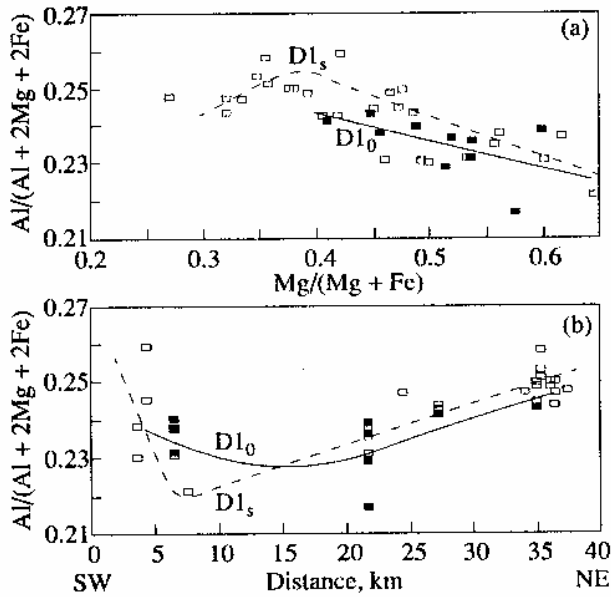 0.27
(a)
D1s
0.25
D10
0.23
0.21
0.2 0.3 0.4 0.5 0.6
Mg/(Mg + Fe)
Al/(Al + 2Mg + 2Fe)
0.27
(b)
0.25
D10
0.23
D1s
0.21
0 5 10 15 20 25 30 35 40
SW Distance, km NE
Al/(Al + 2Mg + 2Fe)